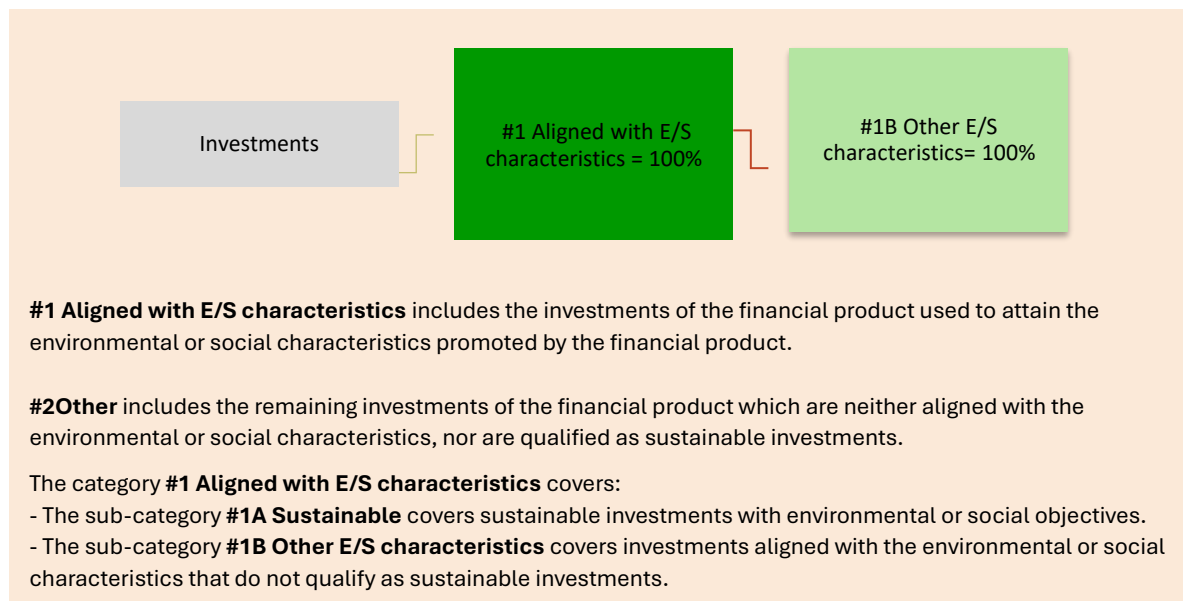 Investments
#1 Aligned with E/S
characteristics = 100%
#1B Other E/S
characteristics= 100%
#1 Aligned with E/S characteristics includes the investments of the financial product used to attain the
environmental or social characteristics promoted by the financial product.
#2Other includes the remaining investments of the financial product which are neither aligned with the
environmental or social characteristics, nor are qualified as sustainable investments.
The category #1 Aligned with E/S characteristics covers:
- The sub-category #1A Sustainable covers sustainable investments with environmental or social objectives.
- The sub-category #1B Other E/S characteristics covers investments aligned with the environmental or social
characteristics that do not qualify as sustainable investments.